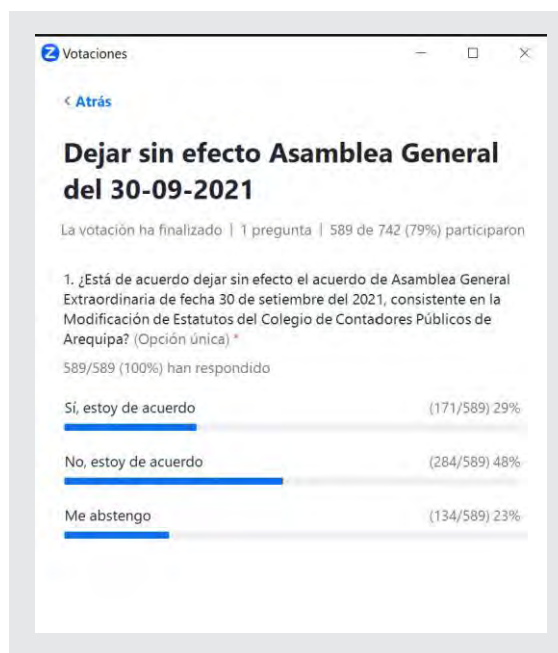 Votaciones
< Atrás
Dejar sin efecto Asamblea General
del 30-09-2021
La votación ha finalizado | 1 pregunta | 589 de 742 (79%) participaron
1. ¿Está de acuerdo dejar sin efecto el acuerdo de Asamblea General
Extraordinaria de fecha 30 de setiembre del 2021, consistente en la
Modificación de Estatutos del Colegio de Contadores Públicos de
Arequipa? (Opción única) *
589/589 (100%) han respondido
Sí, estoy de acuerdo (171/589) 29%
No, estoy de acuerdo (284/589) 48%
Me abstengo (134/589) 23%